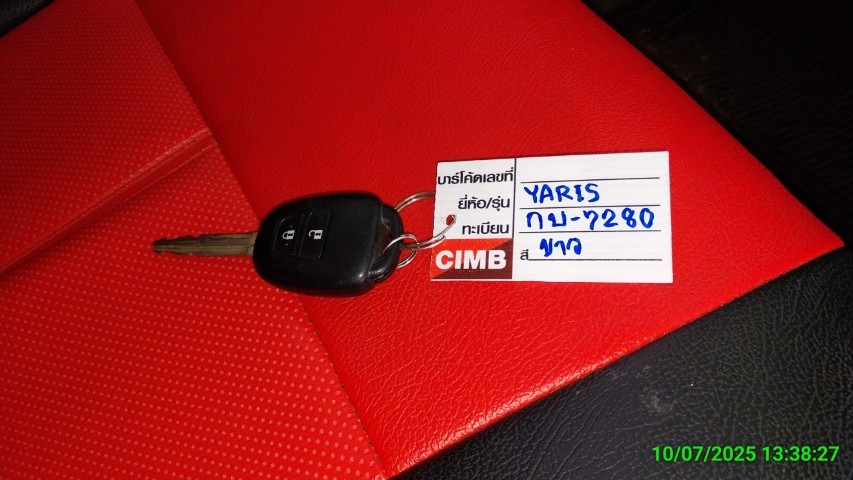 บาร์โค้ดเลขที่
ยี่ห้อ/รุ่น YARIS
ทะเบียน กบ-7280
CIMB สี ขาว
10/07/2025 13:38:27